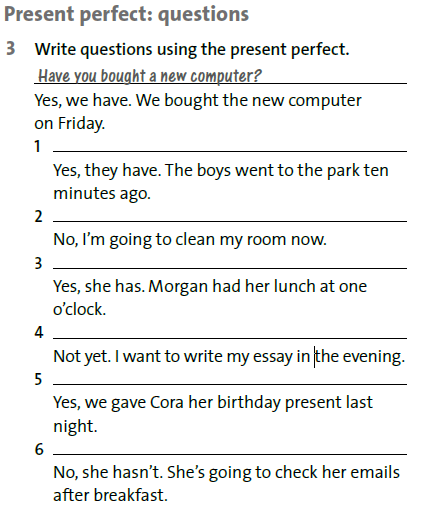 Present perfect: questions
3 Write questions using the present perfect.
Have you bought a new computer?
Yes, we have. We bought the new computer
on Friday.
1
Yes, they have. The boys went to the park ten
minutes ago.
2
No, I'm going to clean my room now.
3
Yes, she has. Morgan had her lunch at one
o'clock.
4
Not yet. I want to write my essay in the evening.
5
Yes, we gave Cora her birthday present last
night.
6
No, she hasn't. She's going to check her emails
after breakfast.